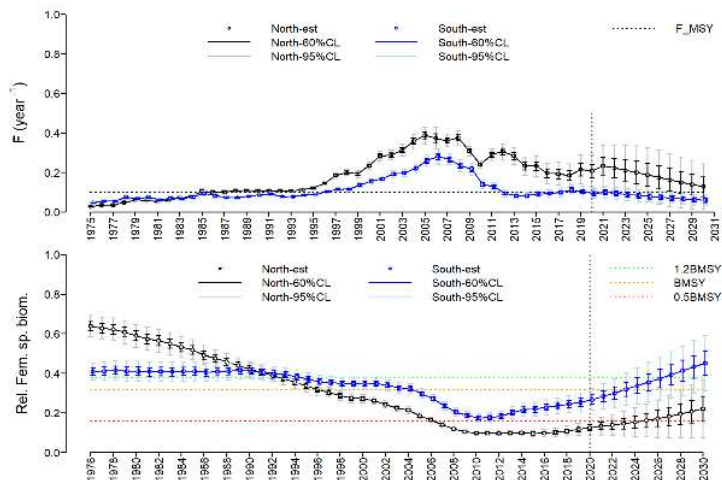 North-est South-est F_MSY
North-60%CL South-60%CL
North-95%CL South-95%CL
F (year⁻¹)
1.0
0.8
0.6
0.4
0.2
0.0
1975 1977 1979 1981 1983 1985 1987 1989 1991 1993 1995 1997 1999 2001 2003 2005 2007 2009 2011 2013 2015 2017 2019 2021 2023 2025 2027 2029 2031
North-est South-est 1.2BMSY
North-60%CL South-60%CL BMSY
North-95%CL South-95%CL 0.5BMSY
Rel. Fem. sp. biom.
1.0
0.8
0.6
0.4
0.2
0.0
1976 1978 1980 1982 1984 1986 1988 1990 1992 1994 1996 1998 2000 2002 2004 2006 2008 2010 2012 2014 2016 2018 2020 2022 2024 2026 2028 2030